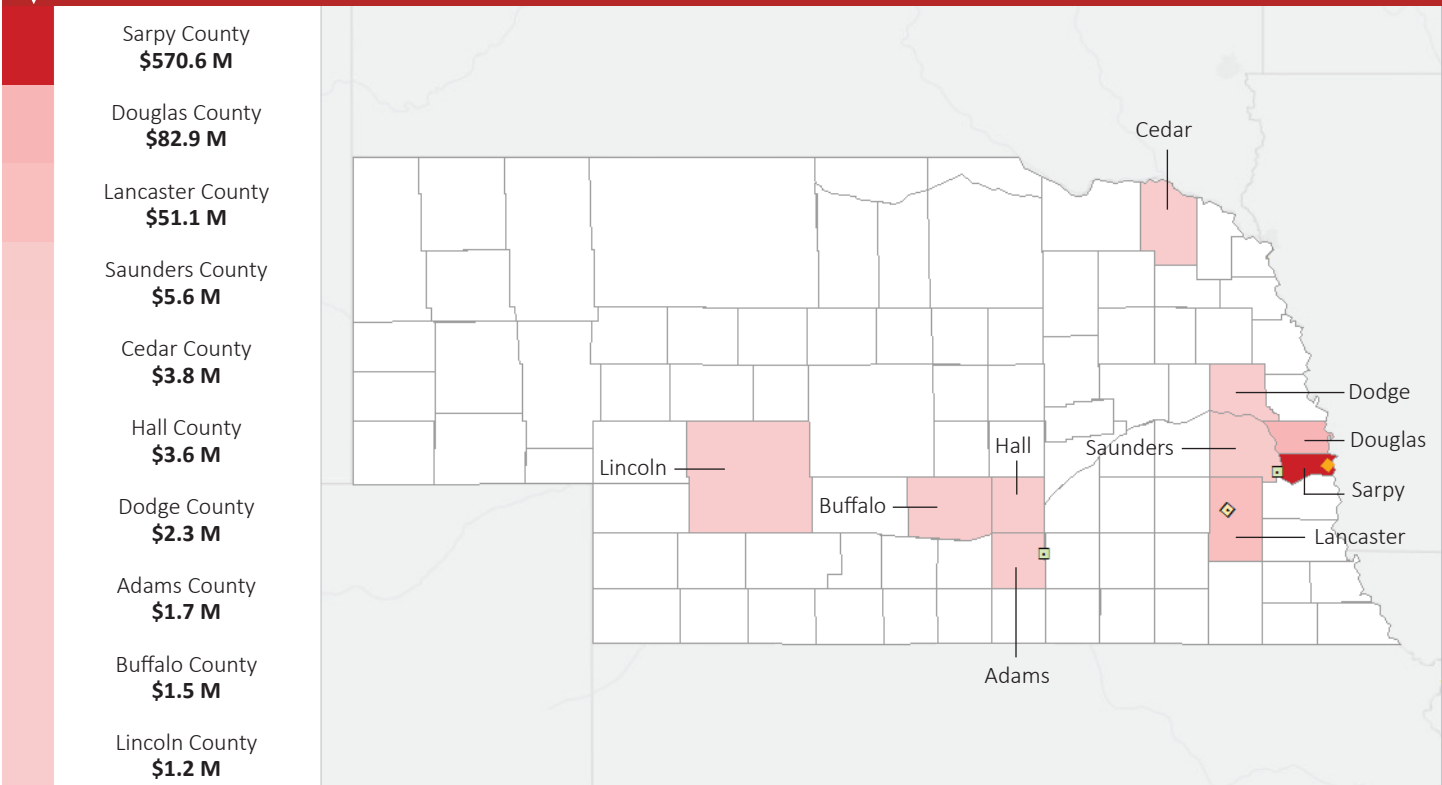 Sarpy County
$570.6 M
Douglas County
$82.9 M
Lancaster County
$51.1 M
Saunders County
$5.6 M
Cedar County
$3.8 M
Hall County
$3.6 M
Dodge County
$2.3 M
Adams County
$1.7 M
Buffalo County
$1.5 M
Lincoln County
$1.2 M
Cedar
Dodge
Douglas
Hall
Saunders
Lincoln
Sarpy
Buffalo
Lancaster
Adams